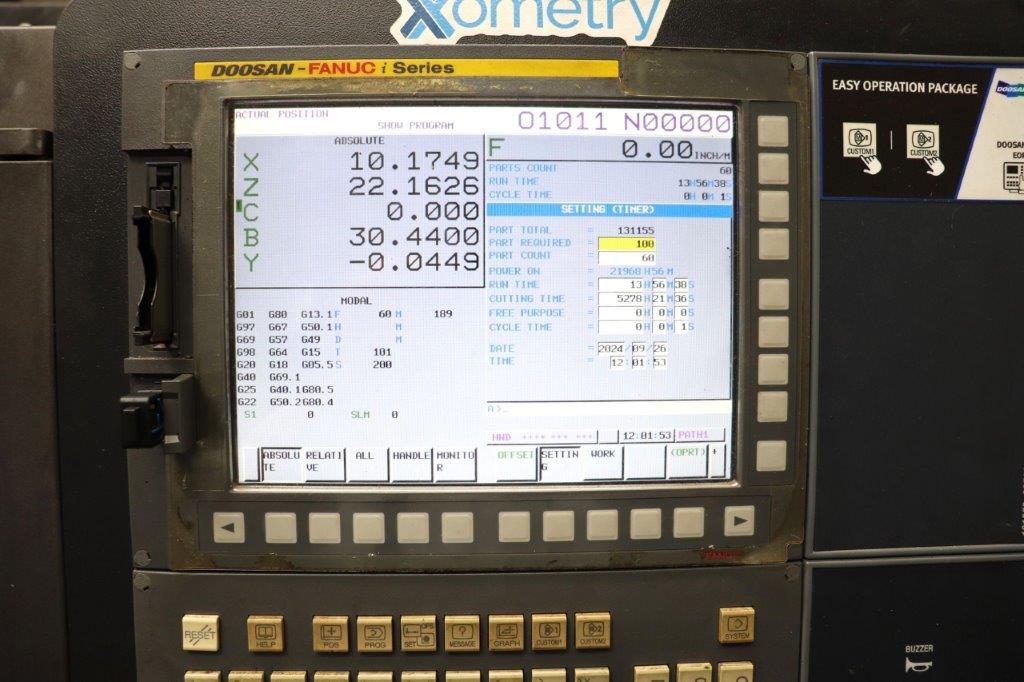 Xometry
DOOSAN-FANUC i Series
ACTUAL POSITION
SHOW PROGRAM O1011 N00000
ABSOLUTE
X 10.1749
Z 22.1626
C 0.000
B 30.4400
Y -0.0449
F 0.00 INCH/M
PARTS COUNT 60
RUN TIME 13H56M38S
CYCLE TIME 0H 0M 1S
SETTING (TIMER)
PART TOTAL = 131155
PART REQUIRED = 100
PART COUNT = 60
POWER ON = 21968H56M
RUN TIME = 13H56M38S
CUTTING TIME = 5278H21M36S
FREE PURPOSE = 0H 0M 0S
CYCLE TIME = 0H 0M 1S
DATE = 2024/09/26
TIME = 12:01:53
MODAL
G01 G80 G13.1 F 60 M 189
G97 G67 G50.1 H M
G69 G57 G49 D M
G98 G64 G15 T 101
G20 G18 G05.5 S 200
G40 G69.1
G25 G40.1 G80.5
G22 G50.2 G80.4
S1 0 SLM 0
A>_
HND **** *** *** 12:01:53 PATH1
ABSOLUTE RELATIVE ALL HANDLE MONITOR OFFSET SETTING WORK (OPRT) +
RESET HELP POS PROG MESSAGE GRAPH CUSTOM1 CUSTOM2 SYSTEM
EASY OPERATION PACKAGE
CUSTOM1 CUSTOM2
DOOSAN
BUZZER